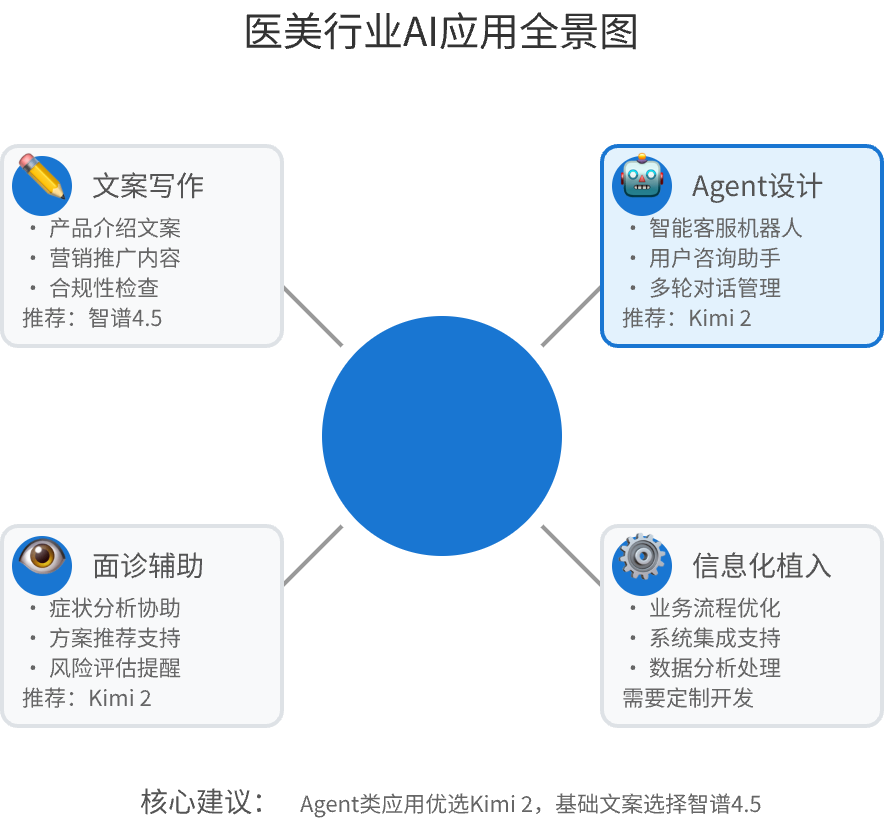 医美行业AI应用全景图
文案写作
• 产品介绍文案
• 营销推广内容
• 合规性检查
推荐：智谱4.5
Agent设计
• 智能客服机器人
• 用户咨询助手
• 多轮对话管理
推荐：Kimi 2
面诊辅助
• 症状分析协助
• 方案推荐支持
• 风险评估提醒
推荐：Kimi 2
信息化植入
• 业务流程优化
• 系统集成支持
• 数据分析处理
需要定制开发
核心建议： Agent类应用优选Kimi 2，基础文案选择智谱4.5